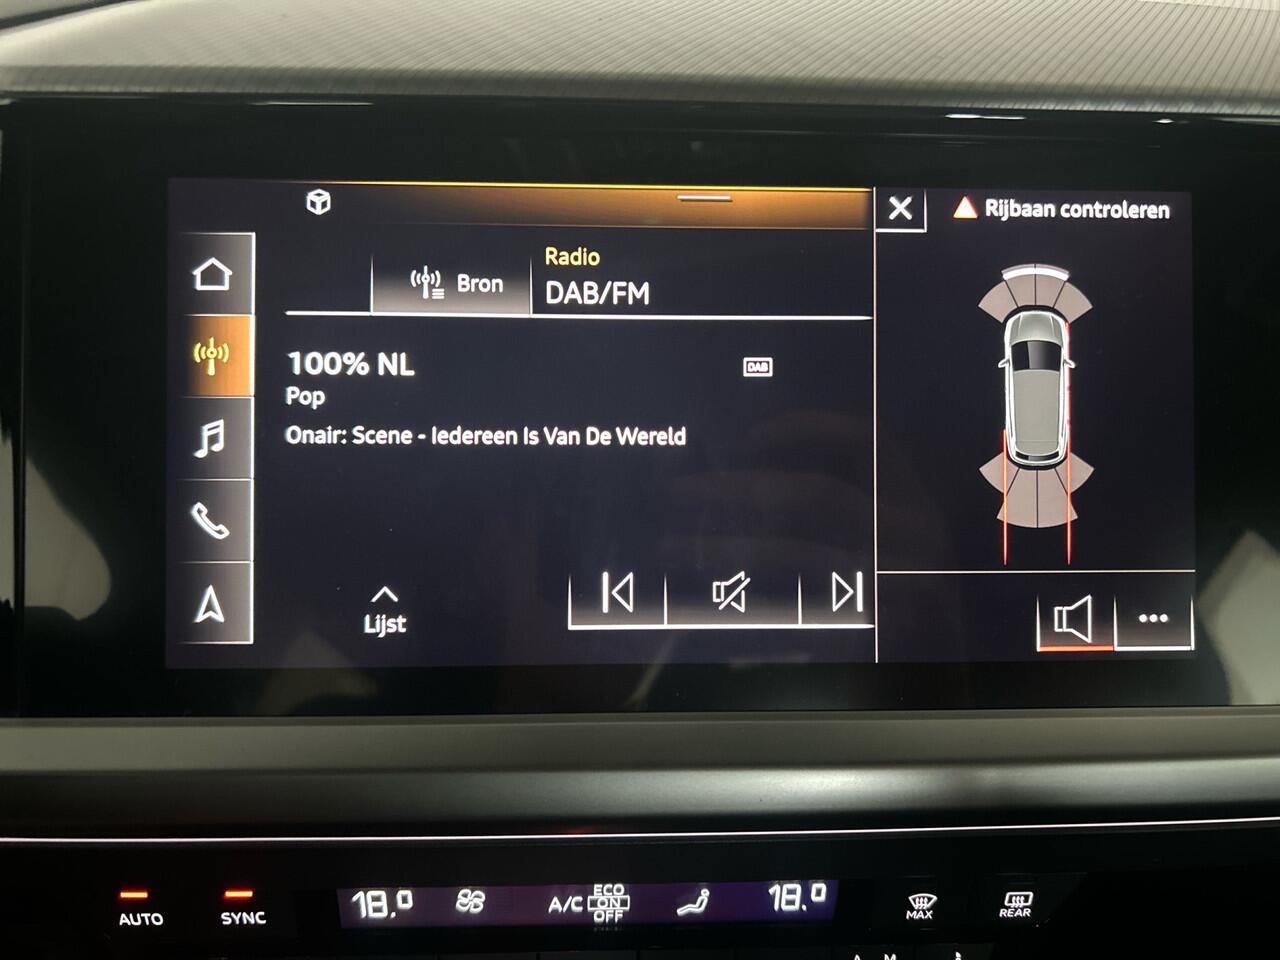 Rijbaan controleren
Radio
Bron
DAB/FM
100% NL
DAB
Pop
Onair: Scene - Iedereen Is Van De Wereld
Lijst
AUTO
SYNC
18.0
A/C
ECO
ON
OFF
18.0
MAX
REAR
A M